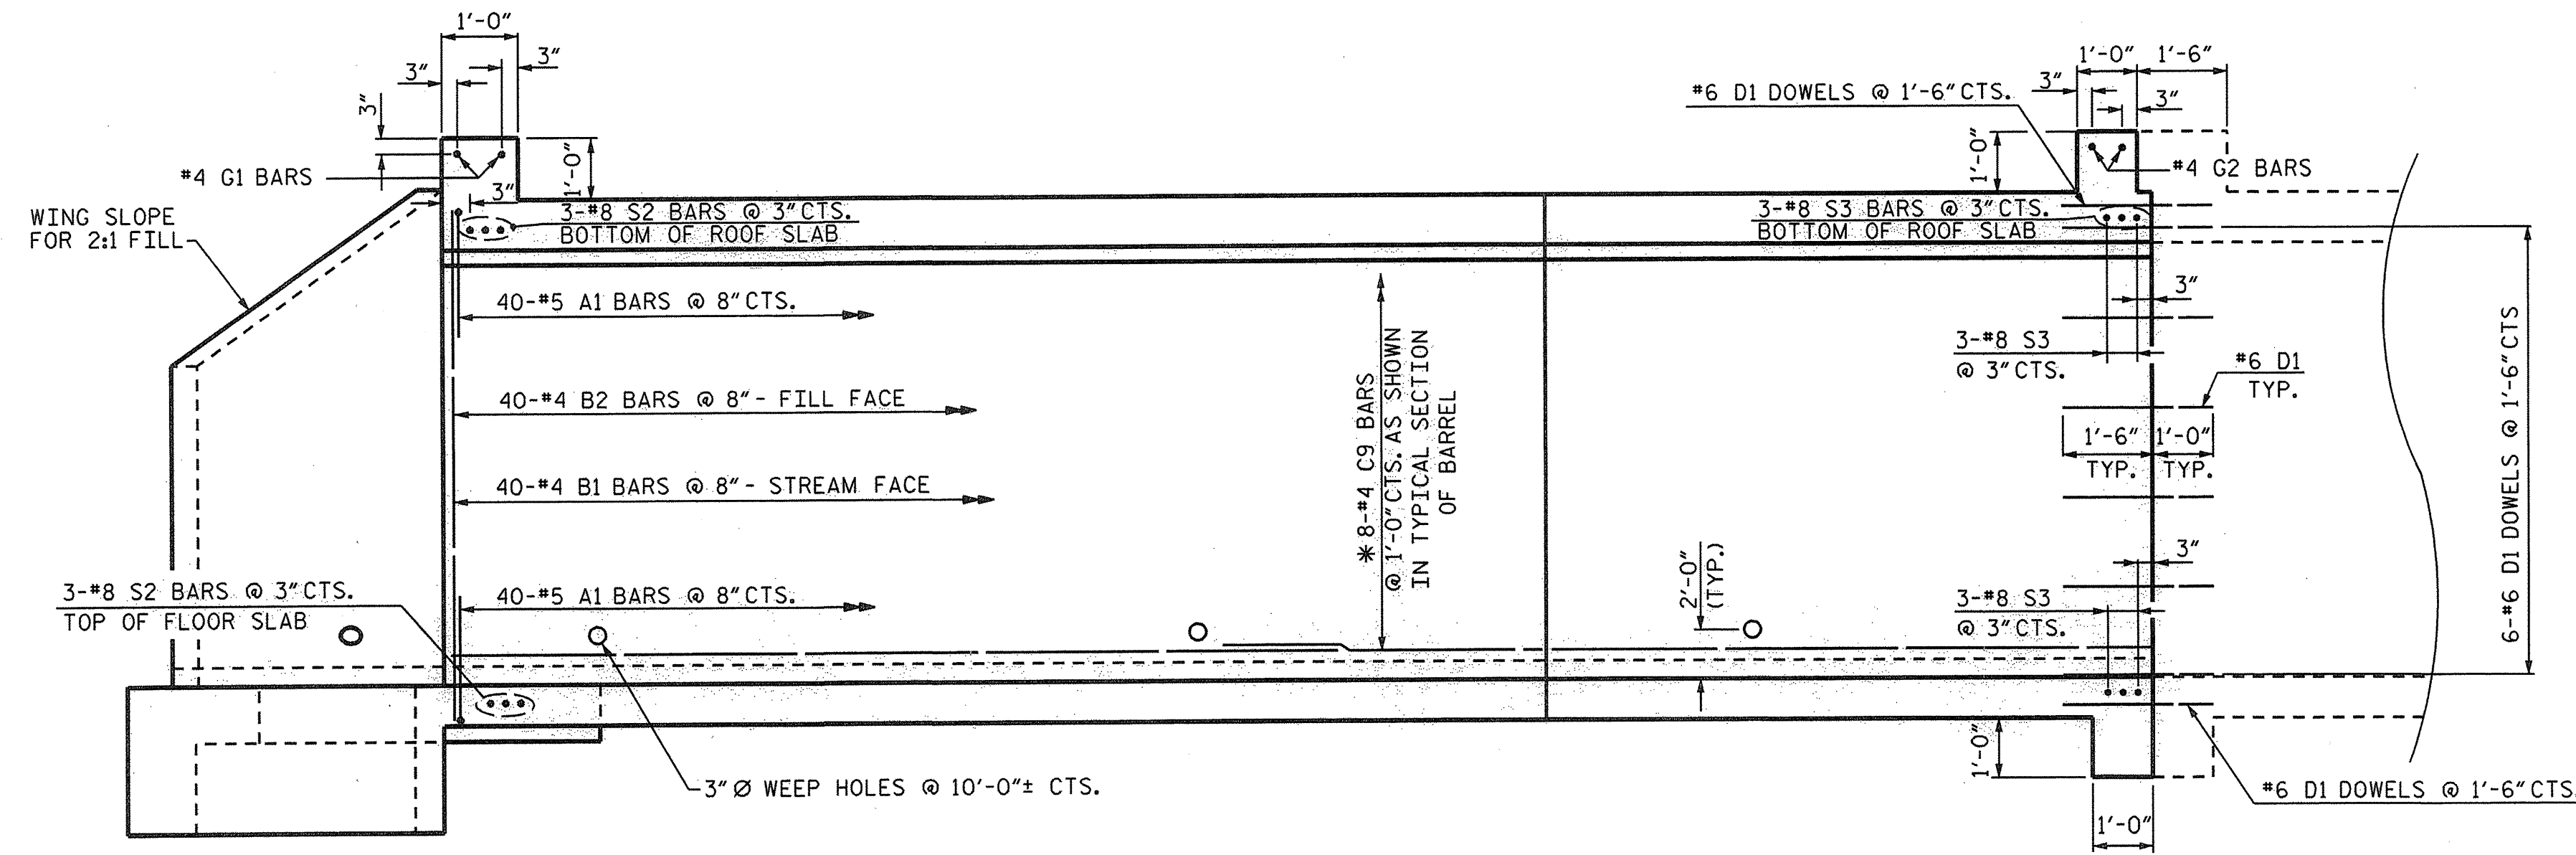 1'-0"
3"
3"
3"
#4 G1 BARS
1'-0"
3"
WING SLOPE
FOR 2:1 FILL
3-#8 S2 BARS @ 3"CTS.
BOTTOM OF ROOF SLAB
#6 D1 DOWELS @ 1'-6"CTS.
1'-0"
1'-6"
3"
3"
1'-0"
#4 G2 BARS
3-#8 S3 BARS @ 3"CTS.
BOTTOM OF ROOF SLAB
40-#5 A1 BARS @ 8"CTS.
40-#4 B2 BARS @ 8"- FILL FACE
40-#4 B1 BARS @ 8"- STREAM FACE
40-#5 A1 BARS @ 8"CTS.
*8-#4 C9 BARS
@ 1'-0"CTS. AS SHOWN
IN TYPICAL SECTION
OF BARREL
3"
3-#8 S3
@ 3"CTS.
#6 D1
TYP.
1'-6"
TYP.
1'-0"
TYP.
6-#6 D1 DOWELS @ 1'-6"CTS
2'-0"
(TYP.)
3"
3-#8 S3
@ 3"CTS.
3-#8 S2 BARS @ 3"CTS.
TOP OF FLOOR SLAB
3"Ø WEEP HOLES @ 10'-0"± CTS.
1'-0"
#6 D1 DOWELS @ 1'-6"CTS.
1'-0"